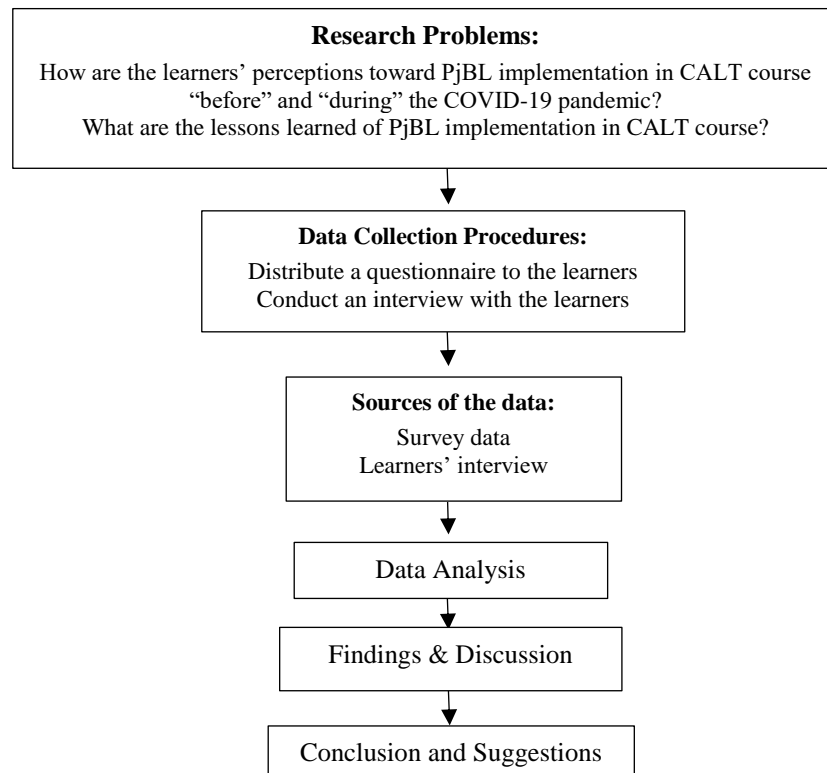 Research Problems:
How are the learners’ perceptions toward PjBL implementation in CALT course
“before” and “during” the COVID-19 pandemic?
What are the lessons learned of PjBL implementation in CALT course?
Data Collection Procedures:
Distribute a questionnaire to the learners
Conduct an interview with the learners
Sources of the data:
Survey data
Learners’ interview
Data Analysis
Findings & Discussion
Conclusion and Suggestions